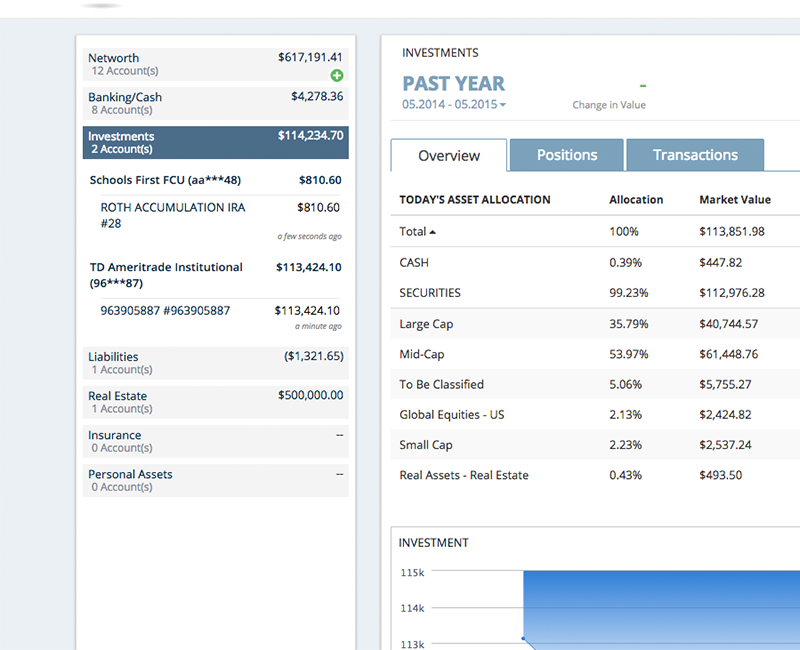 Networth $617,191.41
12 Account(s)
Banking/Cash $4,278.36
8 Account(s)
Investments $114,234.70
2 Account(s)
Schools First FCU (aa***48) $810.60
ROTH ACCUMULATION IRA $810.60
#28
a few seconds ago
TD Ameritrade Institutional $113,424.10
(96***87)
963905887 #963905887 $113,424.10
a minute ago
Liabilities ($1,321.65)
1 Account(s)
Real Estate $500,000.00
1 Account(s)
Insurance --
0 Account(s)
Personal Assets --
0 Account(s)
INVESTMENTS
PAST YEAR –
05.2014 - 05.2015 Change in Value
Overview Positions Transactions
TODAY'S ASSET ALLOCATION Allocation Market Value
Total 100% $113,851.98
CASH 0.39% $447.82
SECURITIES 99.23% $112,976.28
Large Cap 35.79% $40,744.57
Mid-Cap 53.97% $61,448.76
To Be Classified 5.06% $5,755.27
Global Equities - US 2.13% $2,424.82
Small Cap 2.23% $2,537.24
Real Assets - Real Estate 0.43% $493.50
INVESTMENT
115k
114k
113k